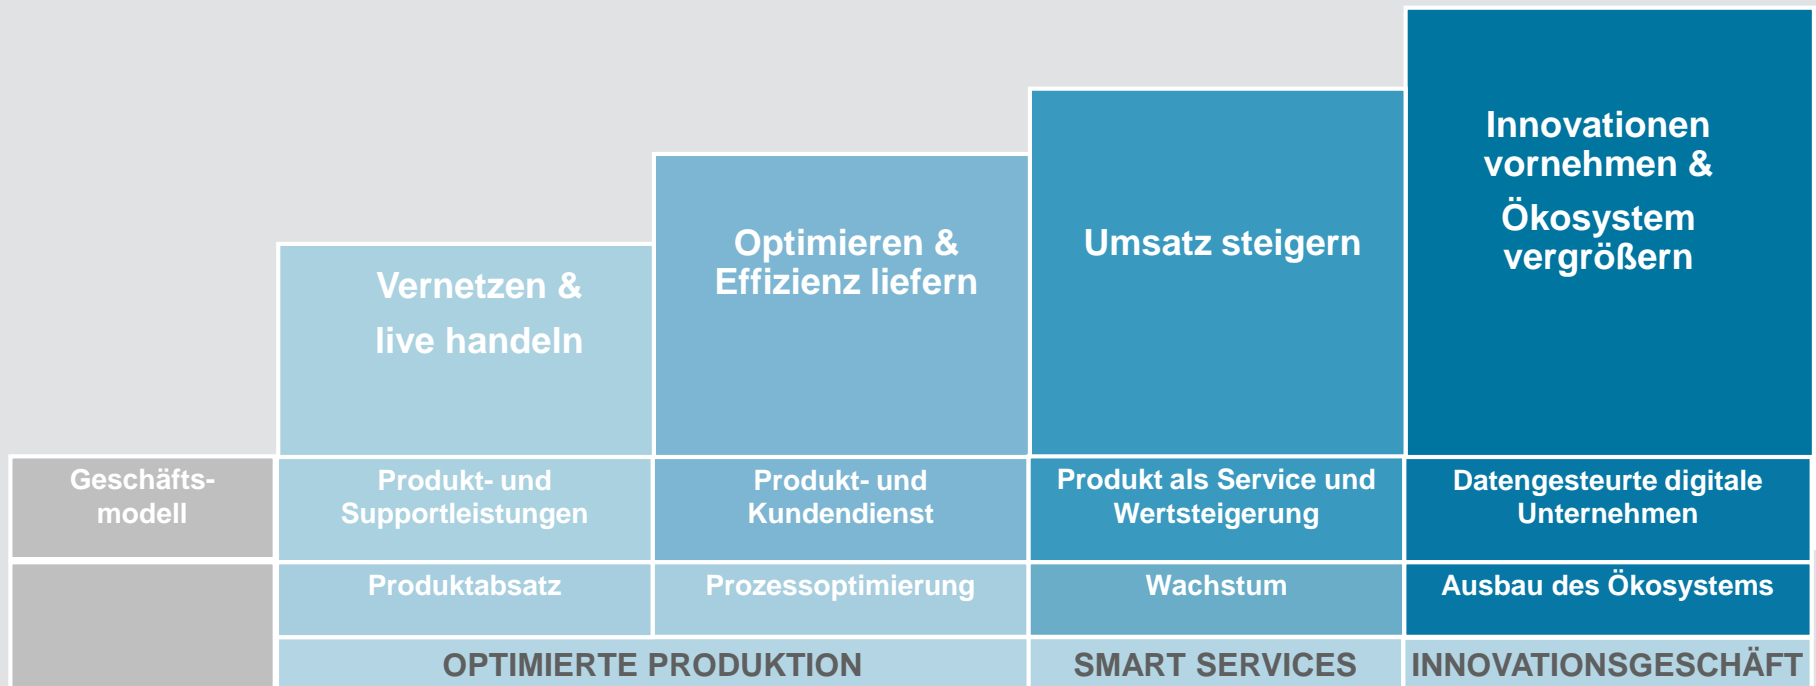 Vernetzen &
live handeln
Optimieren &
Effizienz liefern
Umsatz steigern
Innovationen
vornehmen &
Ökosystem
vergrößern
Geschäfts-
modell
Produkt- und
Supportleistungen
Produkt- und
Kundendienst
Produkt als Service und
Wertsteigerung
Datengesteurte digitale
Unternehmen
Produktabsatz
Prozessoptimierung
Wachstum
Ausbau des Ökosystems
OPTIMIERTE PRODUKTION
SMART SERVICES
INNOVATIONSGESCHÄFT